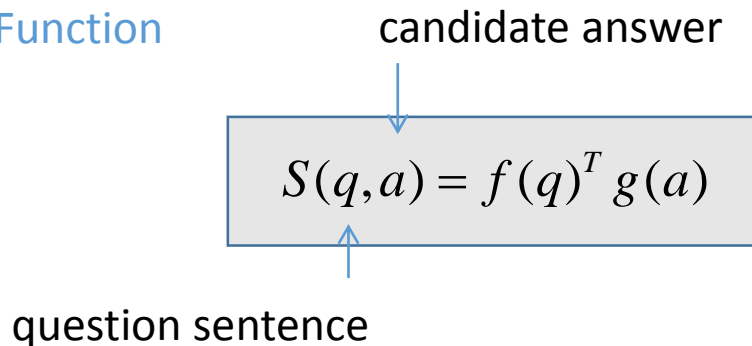 Function
candidate answer
S(q,a) = f(q)^T g(a)
question sentence